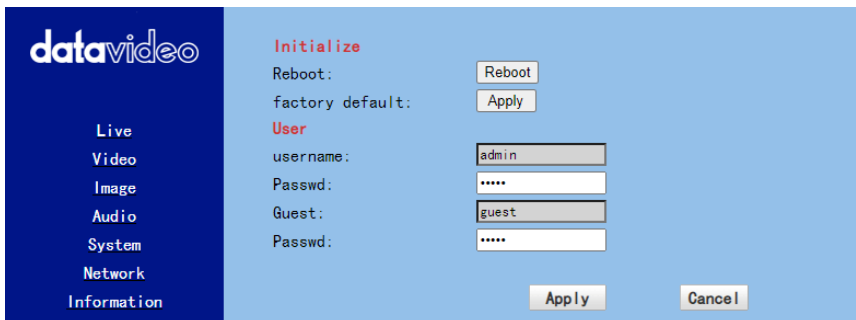 datavideo
Live
Video
Image
Audio
System
Network
Information
Initialize
Reboot: Reboot
factory default: Apply
User
username: admin
Passwd: •••••
Guest: guest
Passwd: •••••
Apply Cancel